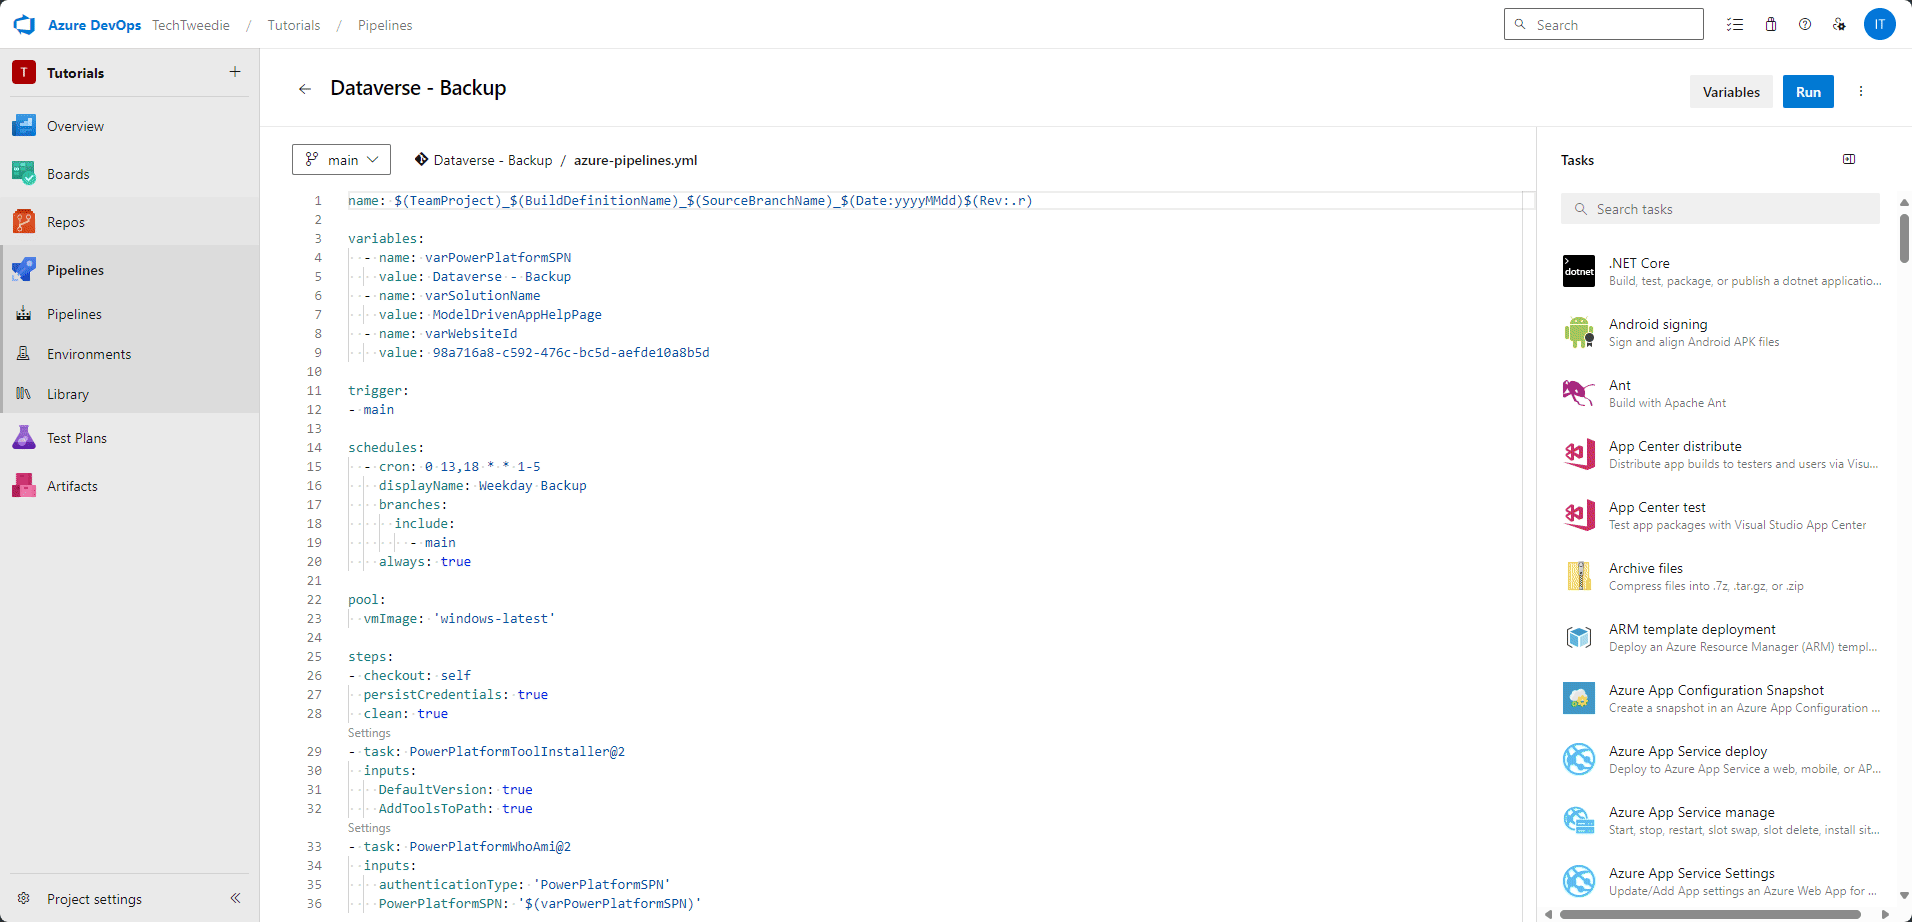 Azure DevOps TechTweedie / Tutorials / Pipelines
Search
IT
T Tutorials +
Overview
Boards
Repos
Pipelines
Pipelines
Environments
Library
Test Plans
Artifacts
Project settings
Dataverse - Backup
Variables
Run
main
Dataverse - Backup / azure-pipelines.yml
1 name: $(TeamProject)_$(BuildDefinitionName)_$(SourceBranchName)_$(Date:yyyyMMdd)$(Rev:.r)
2
3 variables:
4   - name: varPowerPlatformSPN
5     value: Dataverse - Backup
6   - name: varSolutionName
7     value: ModelDrivenAppHelpPage
8   - name: varWebsiteId
9     value: 98a716a8-c592-476c-bc5d-aefde10a8b5d
10
11 trigger:
12 - main
13
14 schedules:
15   - cron: 0 13,18 * * 1-5
16     displayName: Weekday Backup
17     branches:
18       include:
19         - main
20     always: true
21
22 pool:
23   vmImage: 'windows-latest'
24
25 steps:
26 - checkout: self
27   persistCredentials: true
28   clean: true
Settings
29 - task: PowerPlatformToolInstaller@2
30   inputs:
31     DefaultVersion: true
32     AddToolsToPath: true
Settings
33 - task: PowerPlatformWhoAmi@2
34   inputs:
35     authenticationType: 'PowerPlatformSPN'
36     PowerPlatformSPN: '$(varPowerPlatformSPN)'
Tasks
Search tasks
dotnet
.NET Core
Build, test, package, or publish a dotnet applicatio...
Android signing
Sign and align Android APK files
Ant
Build with Apache Ant
App Center distribute
Distribute app builds to testers and users via Visu...
App Center test
Test app packages with Visual Studio App Center
Archive files
Compress files into .7z, .tar.gz, or .zip
ARM template deployment
Deploy an Azure Resource Manager (ARM) templ...
Azure App Configuration Snapshot
Create a snapshot in an Azure App Configuration ...
Azure App Service deploy
Deploy to Azure App Service a web, mobile, or AP...
Azure App Service manage
Start, stop, restart, slot swap, slot delete, install sit...
Azure App Service Settings
Update/Add App settings an Azure Web App for ...